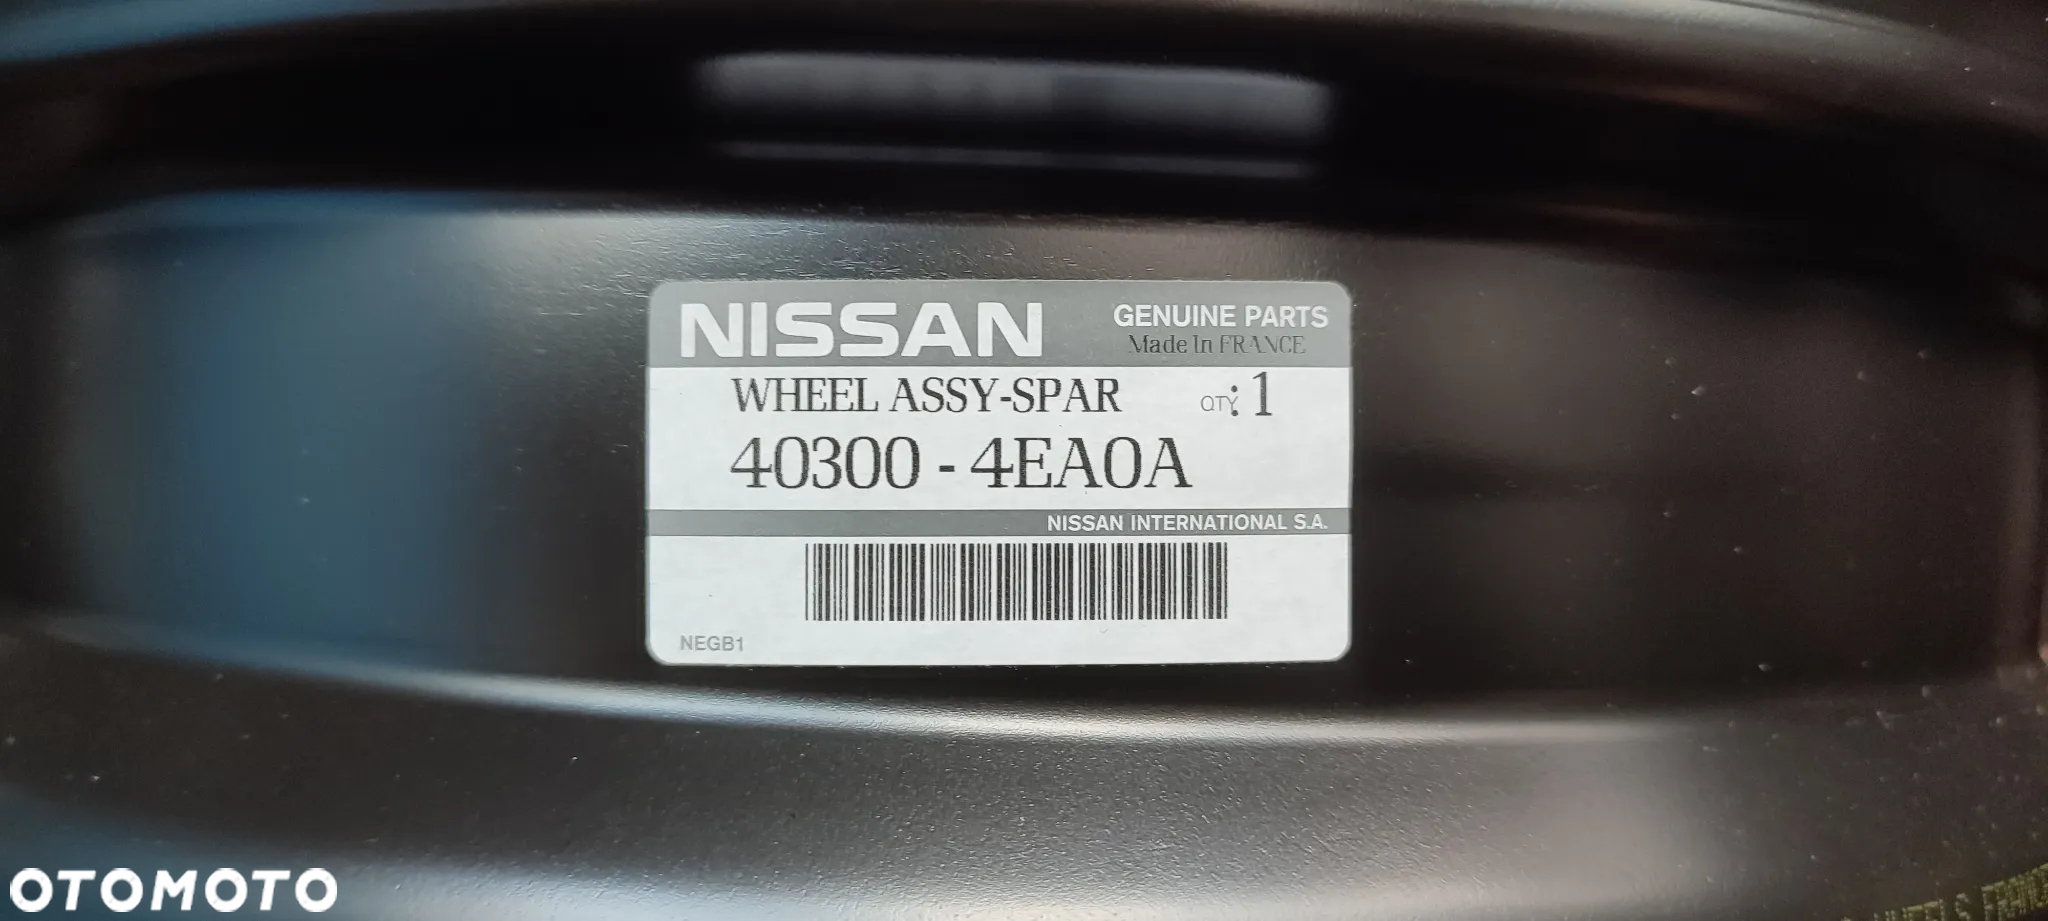 NISSAN
GENUINE PARTS
Made In FRANCE
WHEEL ASSY-SPAR QTY: 1
40300 - 4EA0A
NISSAN INTERNATIONAL S.A.
NEGB1
OTOMOTO